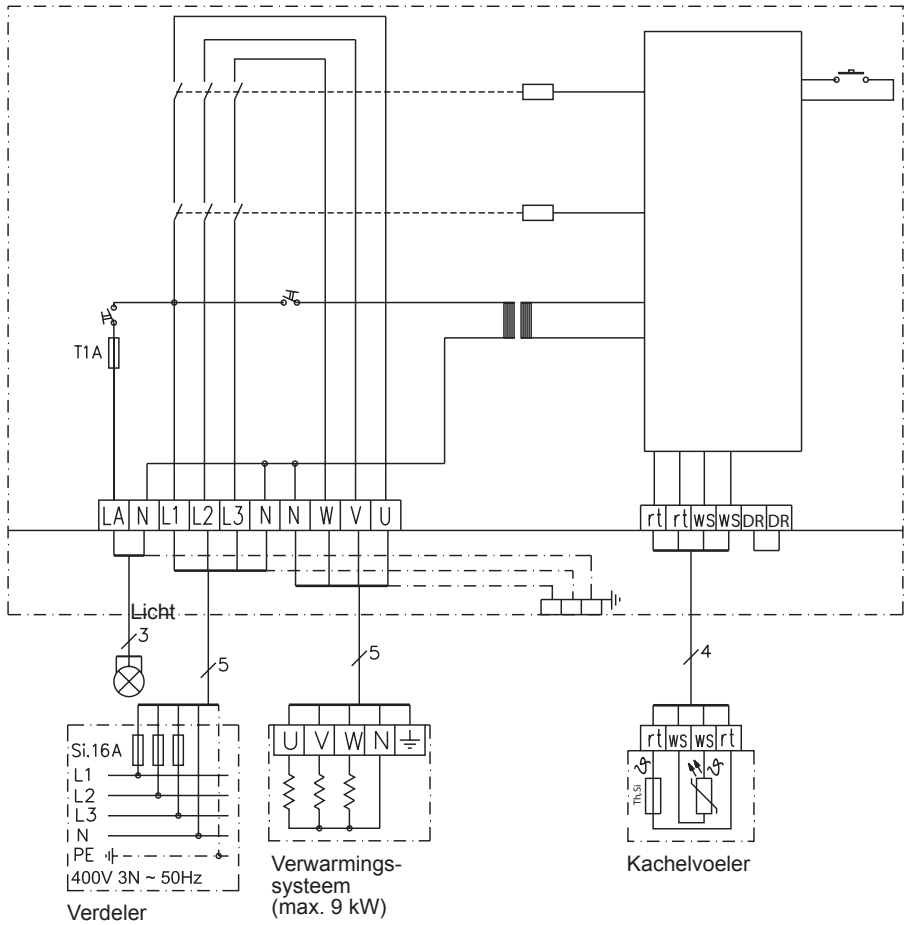 T1A
LA N L1 L2 L3 N N W V U
rt rt ws ws DR DR
Licht
3
5
5
4
Si.16A
L1
L2
L3
N
PE
400V 3N ~ 50Hz
Verdeler
U V W N
Verwarmings-
systeem
(max. 9 kW)
rt ws ws rt
ϑ ϑ
Th.Si
Kachelvoeler